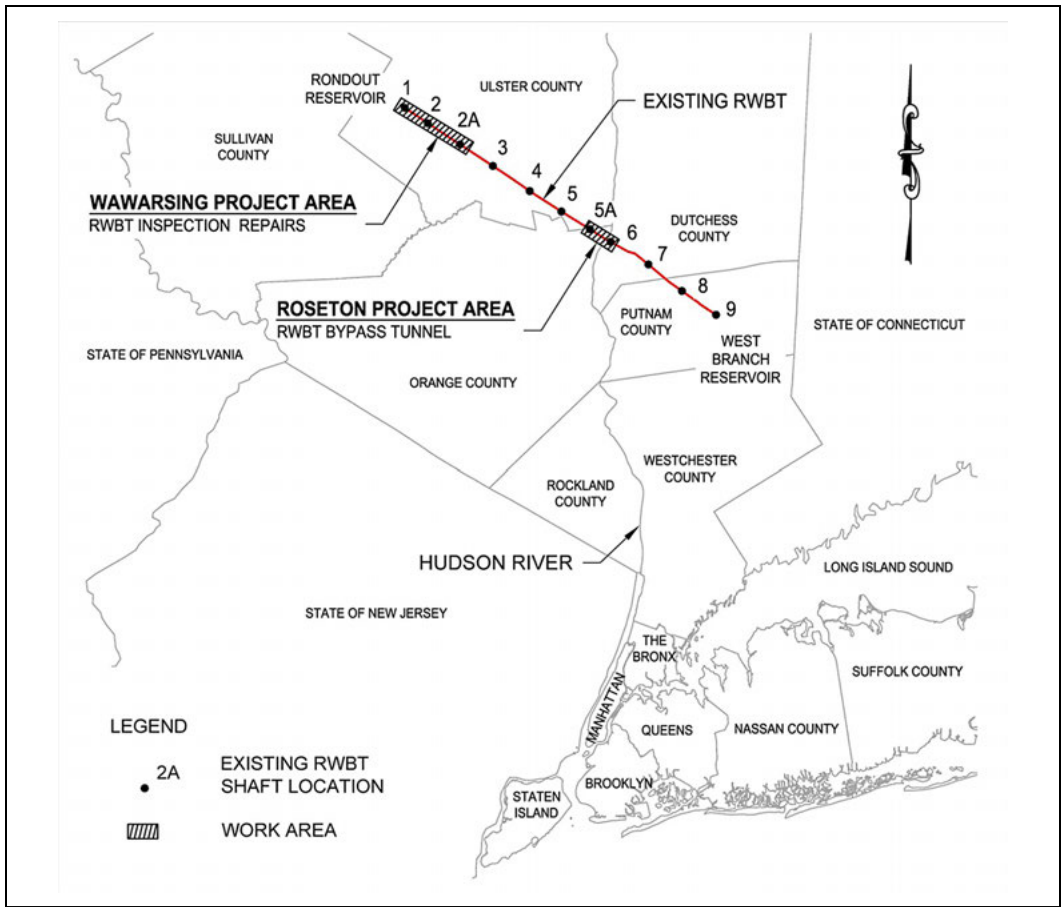 RONDOUT
RESERVOIR
1
2
2A
ULSTER COUNTY
EXISTING RWBT
SULLIVAN
COUNTY
3
4
5
5A
6
7
8
9
WAWARSING PROJECT AREA
RWBT INSPECTION REPAIRS
DUTCHESS
COUNTY
ROSETON PROJECT AREA
RWBT BYPASS TUNNEL
PUTNAM
COUNTY
WEST
BRANCH
RESERVOIR
STATE OF CONNECTICUT
STATE OF PENNSYLVANIA
ORANGE COUNTY
WESTCHESTER
COUNTY
ROCKLAND
COUNTY
HUDSON RIVER
LONG ISLAND SOUND
STATE OF NEW JERSEY
THE
BRONX
SUFFOLK COUNTY
MANHATTAN
QUEENS
NASSAN COUNTY
BROOKLYN
STATEN
ISLAND
LEGEND
2A
EXISTING RWBT
SHAFT LOCATION
WORK AREA